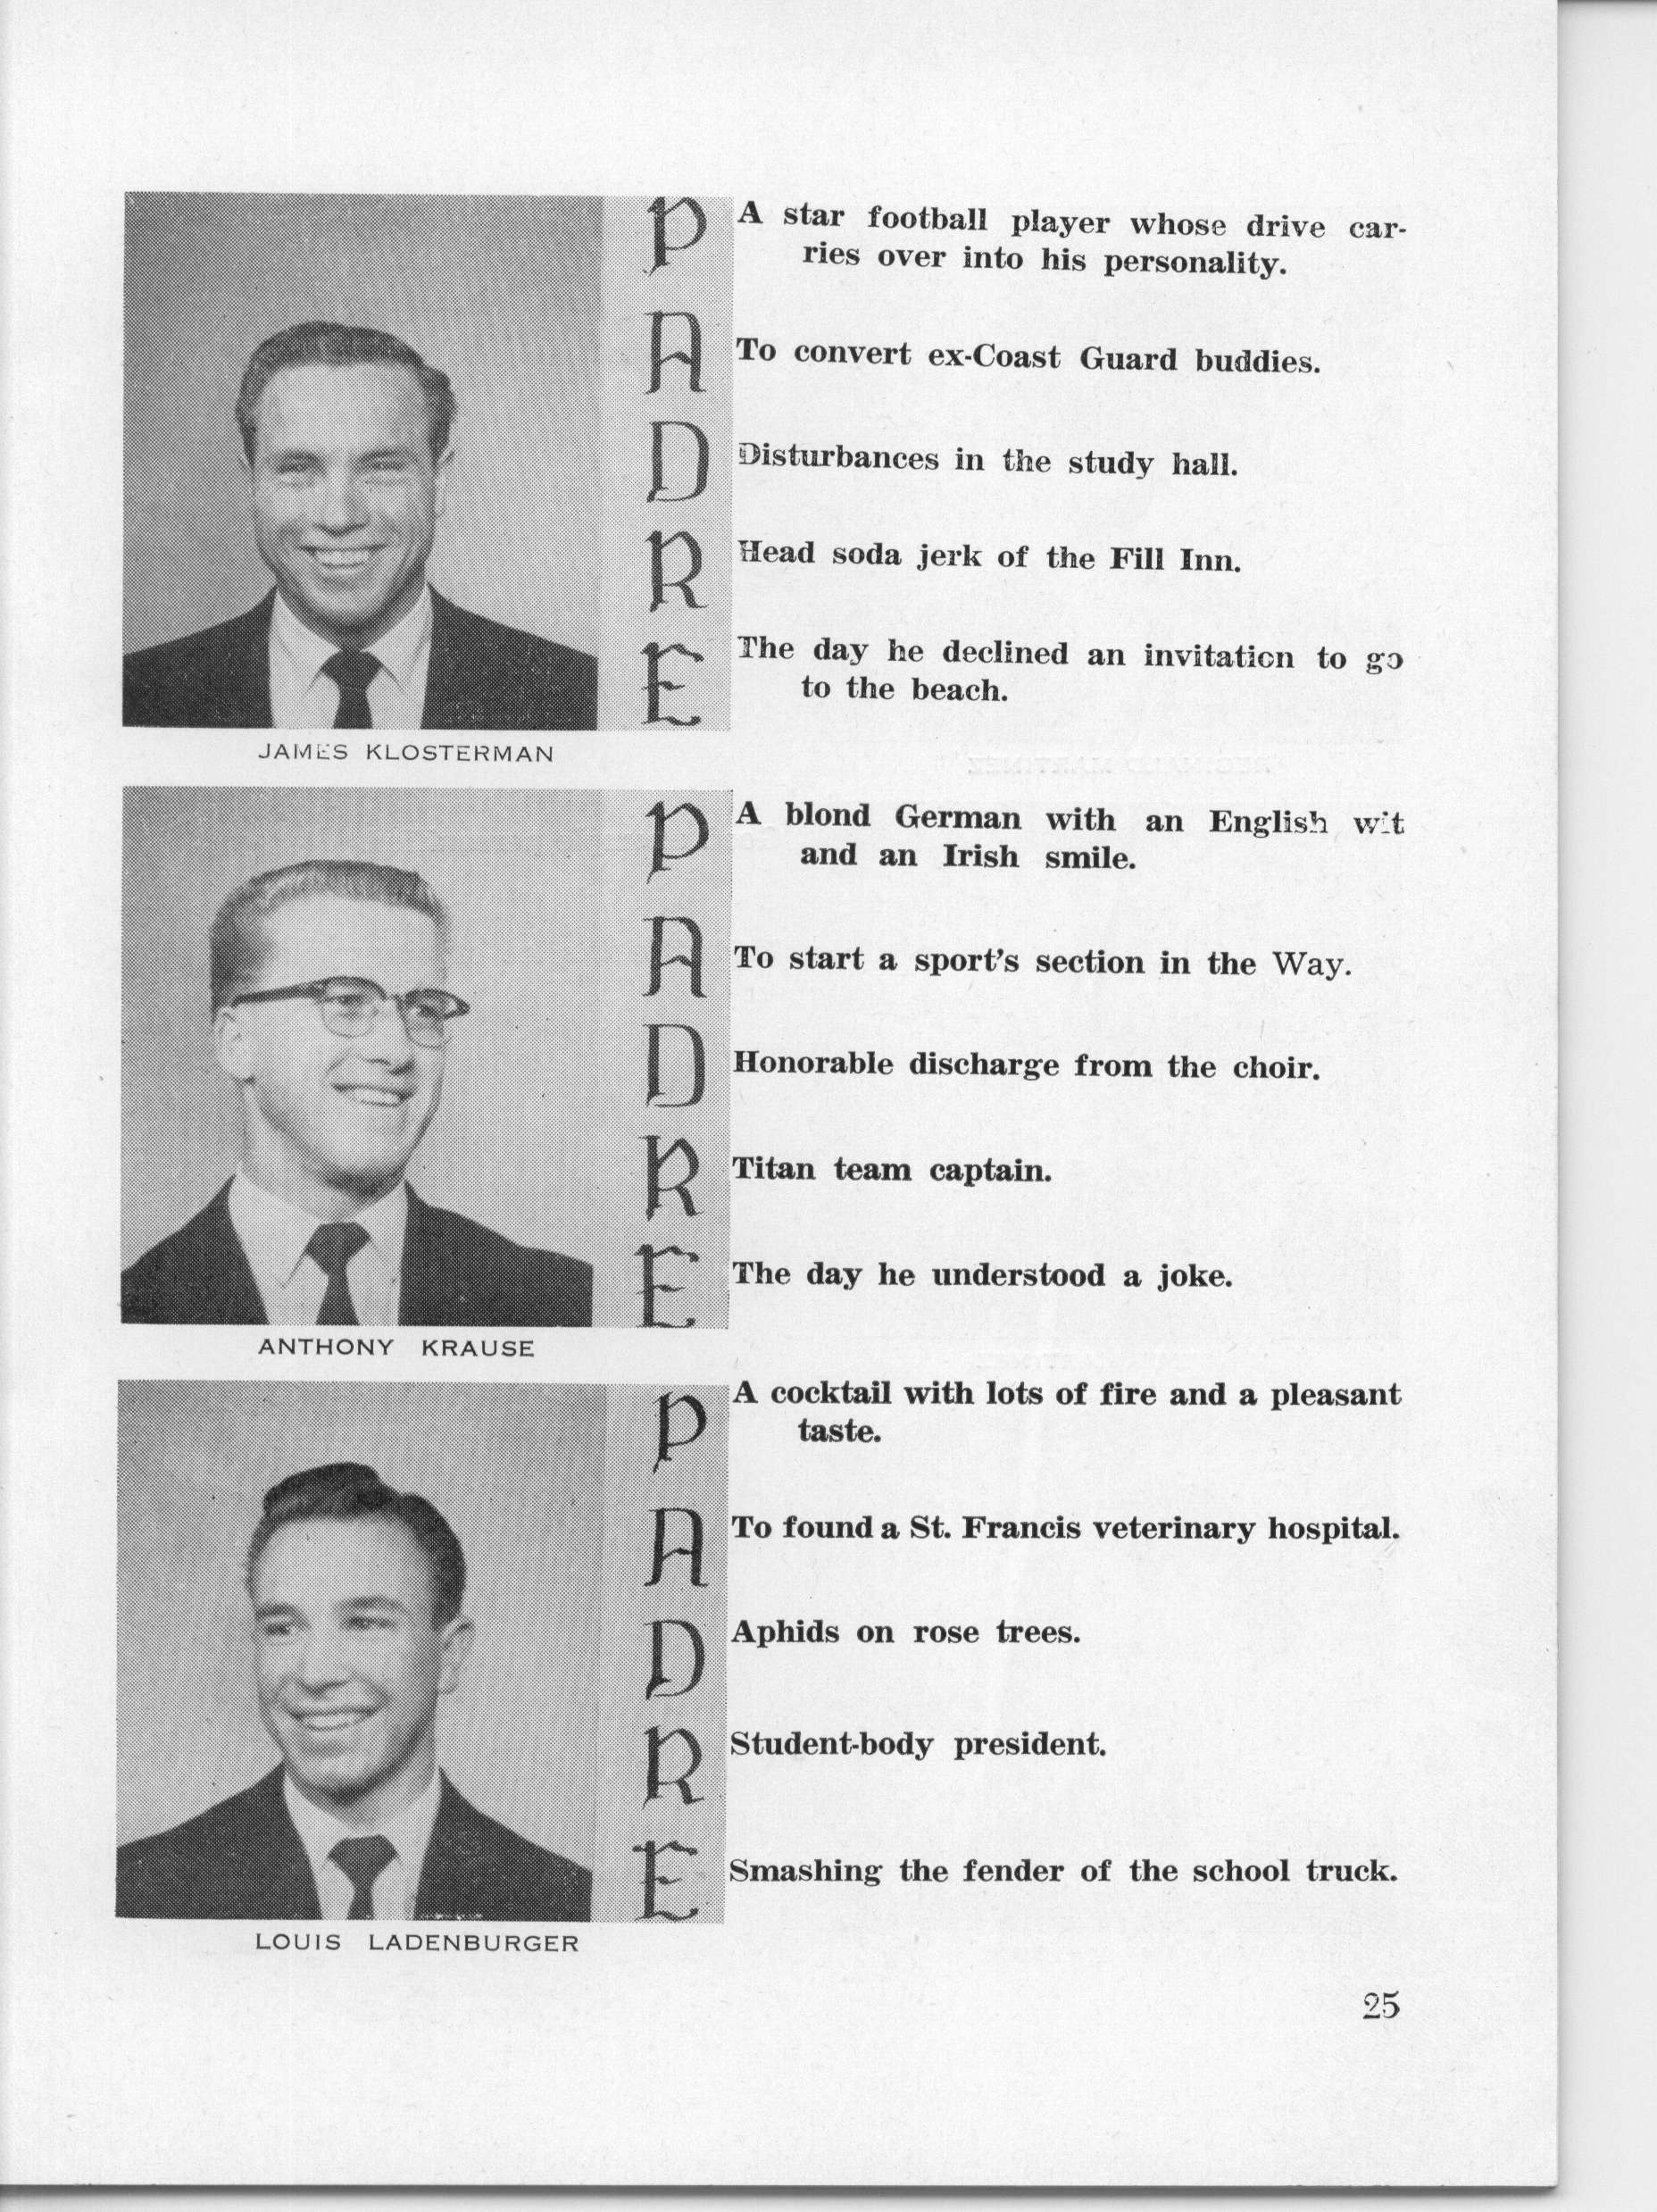 P A star football player whose drive car-
ries over into his personality.
A To convert ex-Coast Guard buddies.
D Disturbances in the study hall.
R Head soda jerk of the Fill Inn.
E The day he declined an invitation to go
to the beach.
JAMES KLOSTERMAN
P A blond German with an English wit
and an Irish smile.
A To start a sport's section in the Way.
D Honorable discharge from the choir.
R Titan team captain.
E The day he understood a joke.
ANTHONY KRAUSE
P A cocktail with lots of fire and a pleasant
taste.
A To found a St. Francis veterinary hospital.
D Aphids on rose trees.
R Student-body president.
E Smashing the fender of the school truck.
LOUIS LADENBURGER
25